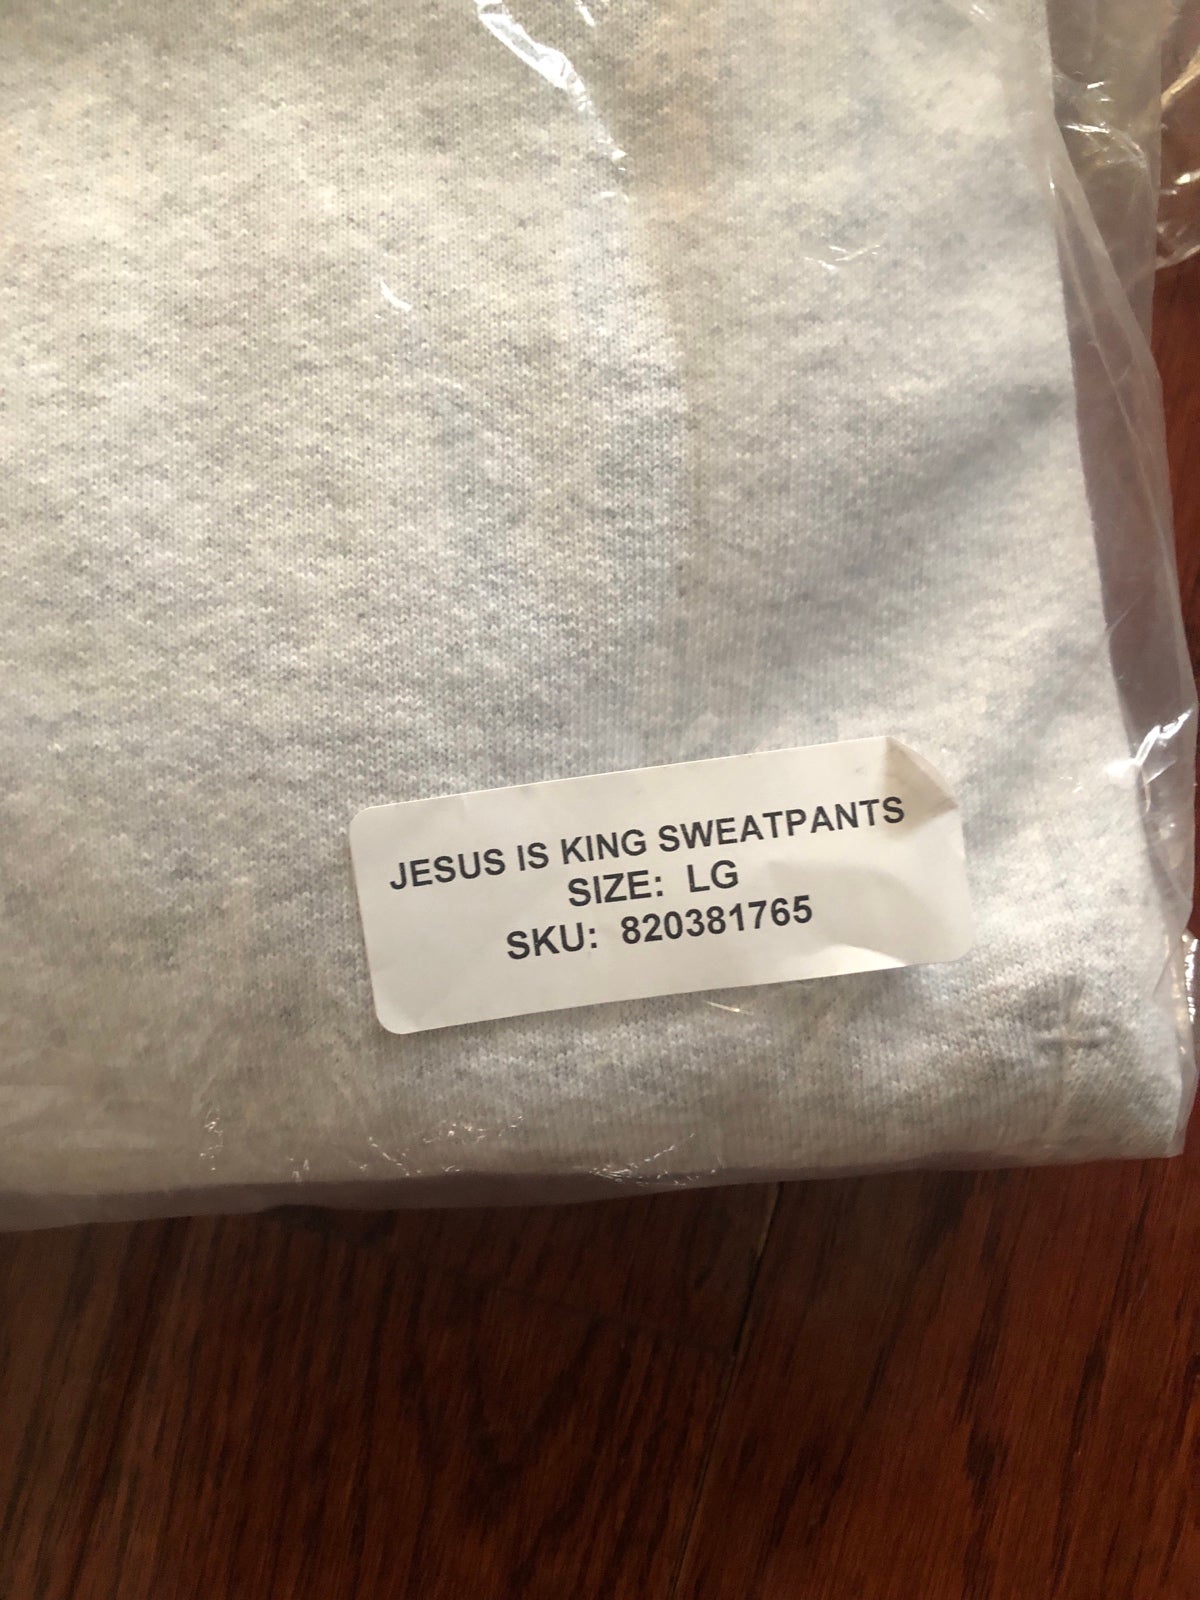 JESUS IS KING SWEATPANTS
SIZE: LG
SKU: 820381765